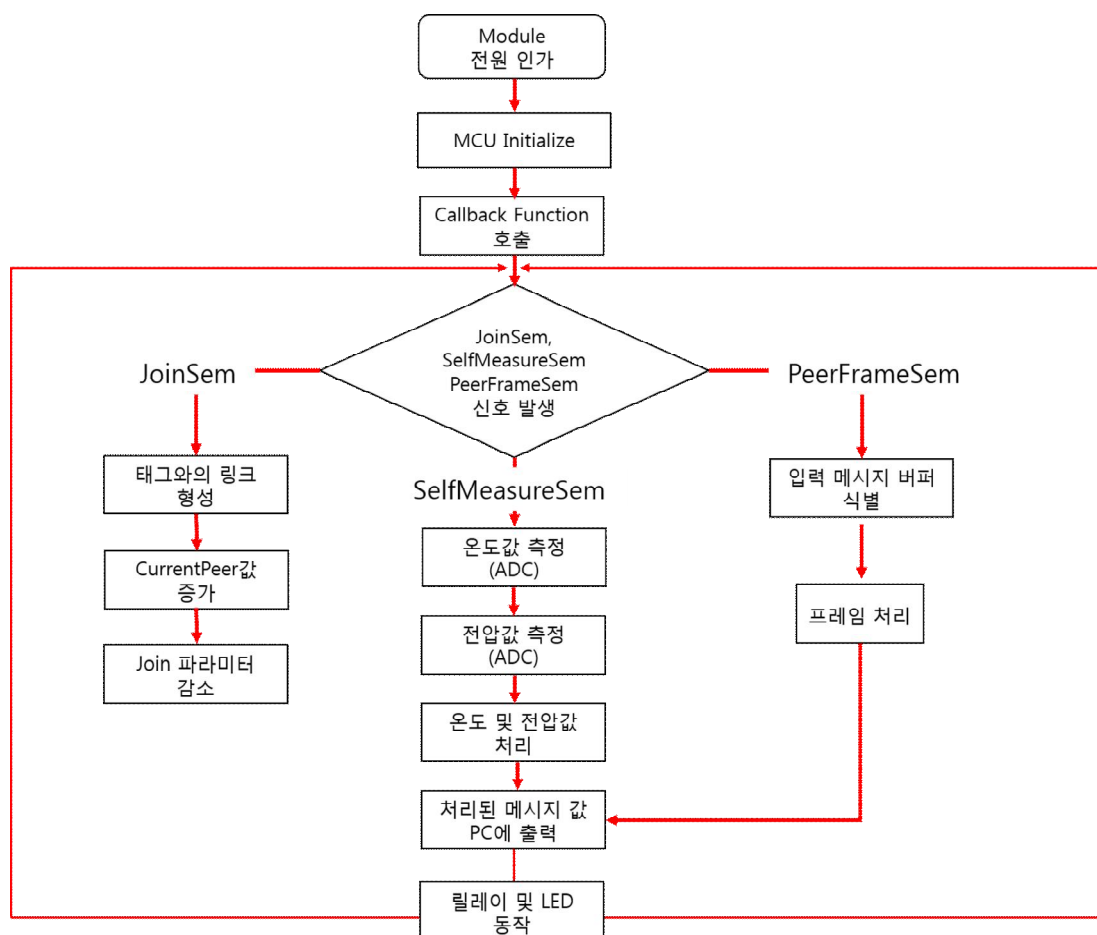 Module
전원 인가
MCU Initialize
Callback Function
호출
JoinSem,
SelfMeasureSem
PeerFrameSem
신호 발생
JoinSem
태그와의 링크
형성
CurrentPeer값
증가
Join 파라미터
감소
SelfMeasureSem
온도값 측정
(ADC)
전압값 측정
(ADC)
온도 및 전압값
처리
처리된 메시지 값
PC에 출력
릴레이 및 LED
동작
PeerFrameSem
입력 메시지 버퍼
식별
프레임 처리